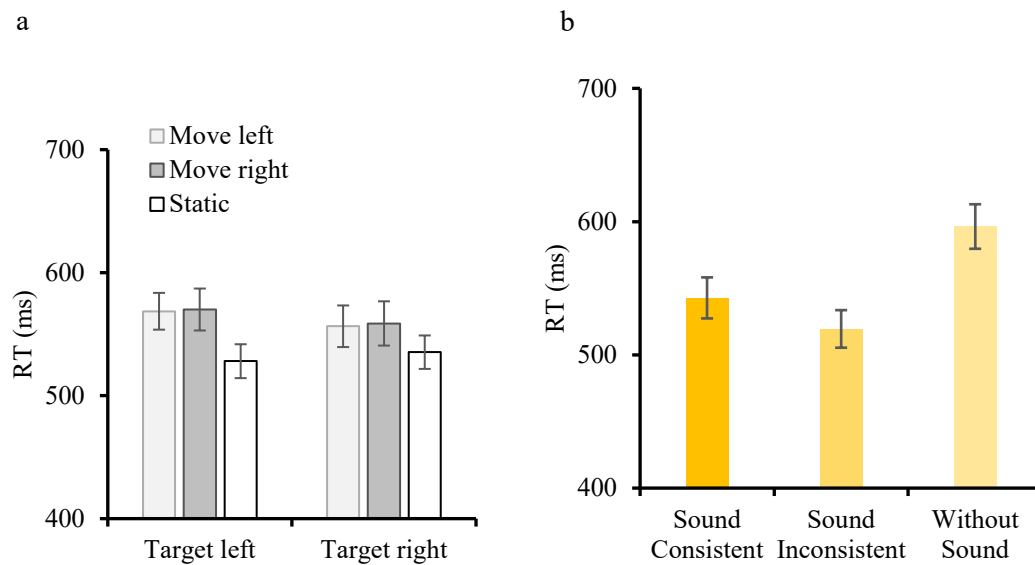 a
Move left
Move right
Static
700
600
500
400
RT (ms)
Target left
Target right
b
700
600
500
400
RT (ms)
Sound
Consistent
Sound
Inconsistent
Without
Sound